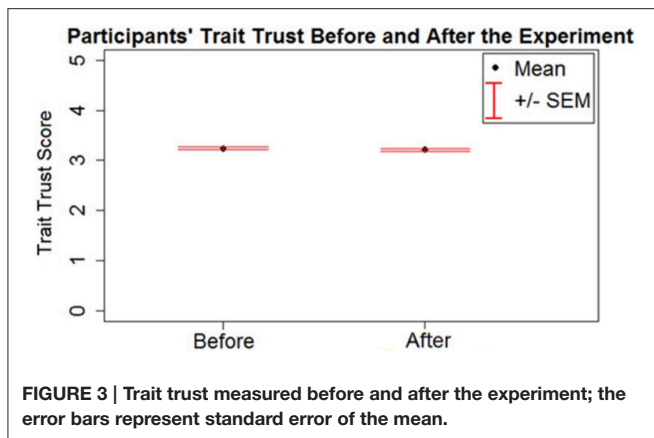 Participants' Trait Trust Before and After the Experiment
Mean
+/- SEM
Trait Trust Score
5
4
3
2
1
0
Before
After
FIGURE 3 | Trait trust measured before and after the experiment; the
error bars represent standard error of the mean.